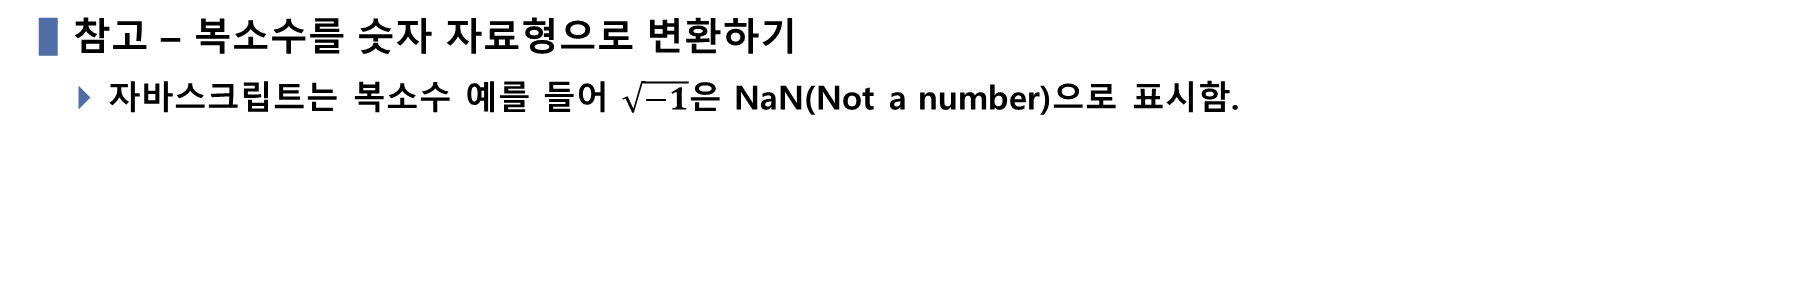 참고 – 복소수를 숫자 자료형으로 변환하기
자바스크립트는 복소수 예를 들어 √−1은 NaN(Not a number)으로 표시함.